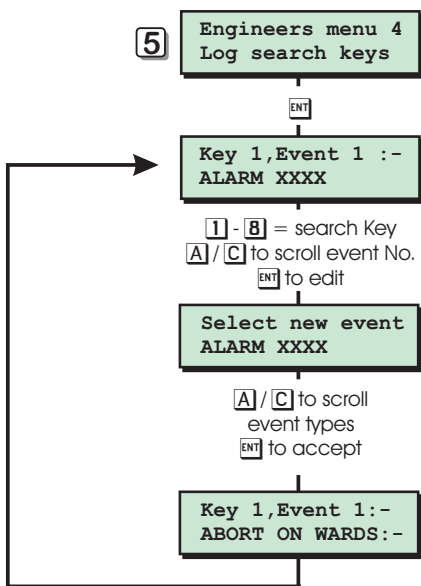 5
Engineers menu 4
Log search keys
ENT
Key 1,Event 1 :-
ALARM XXXX
1 - 8 = search Key
A / C to scroll event No.
ENT to edit
Select new event
ALARM XXXX
A / C to scroll
event types
ENT to accept
Key 1,Event 1:-
ABORT ON WARDS:-